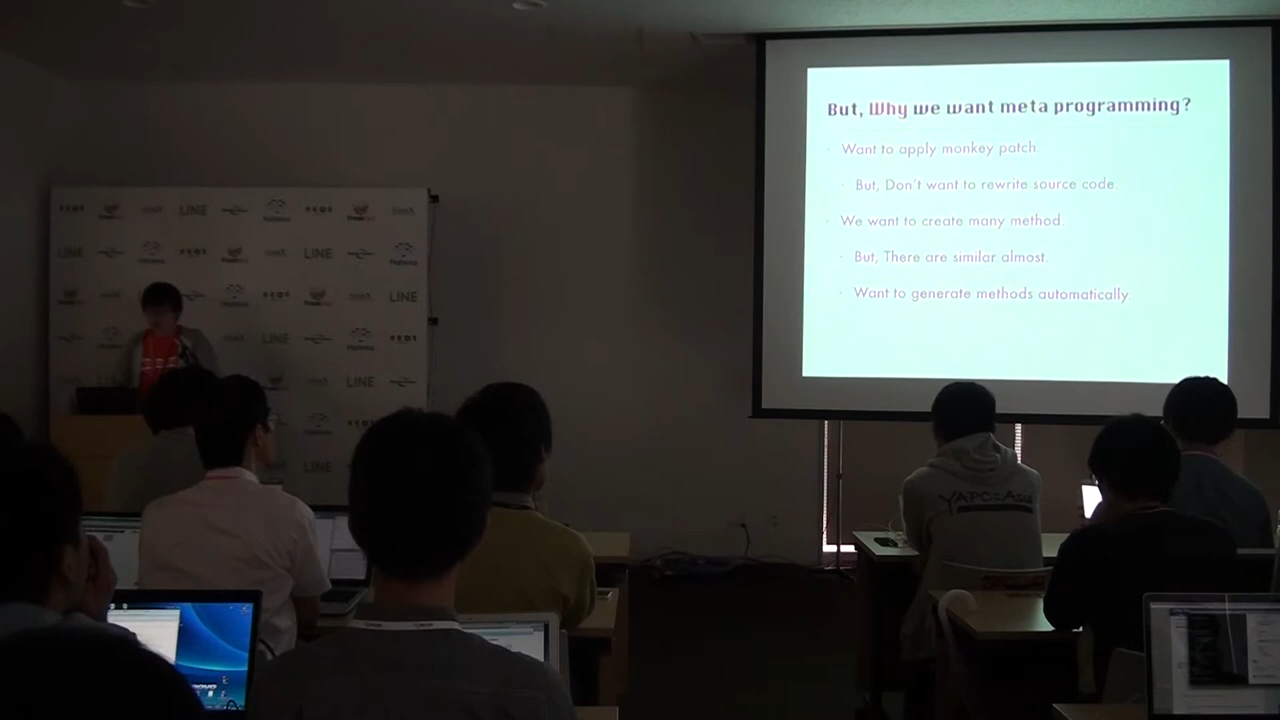 But, Why we want meta programming?
Want to apply monkey patch.
But, Don't want to rewrite source code.
We want to create many method.
But, There are similar almost.
Want to generate methods automatically.
LINE
LINE
LINE
LINE
LINE
LINE
LINE
YAPC::Asia